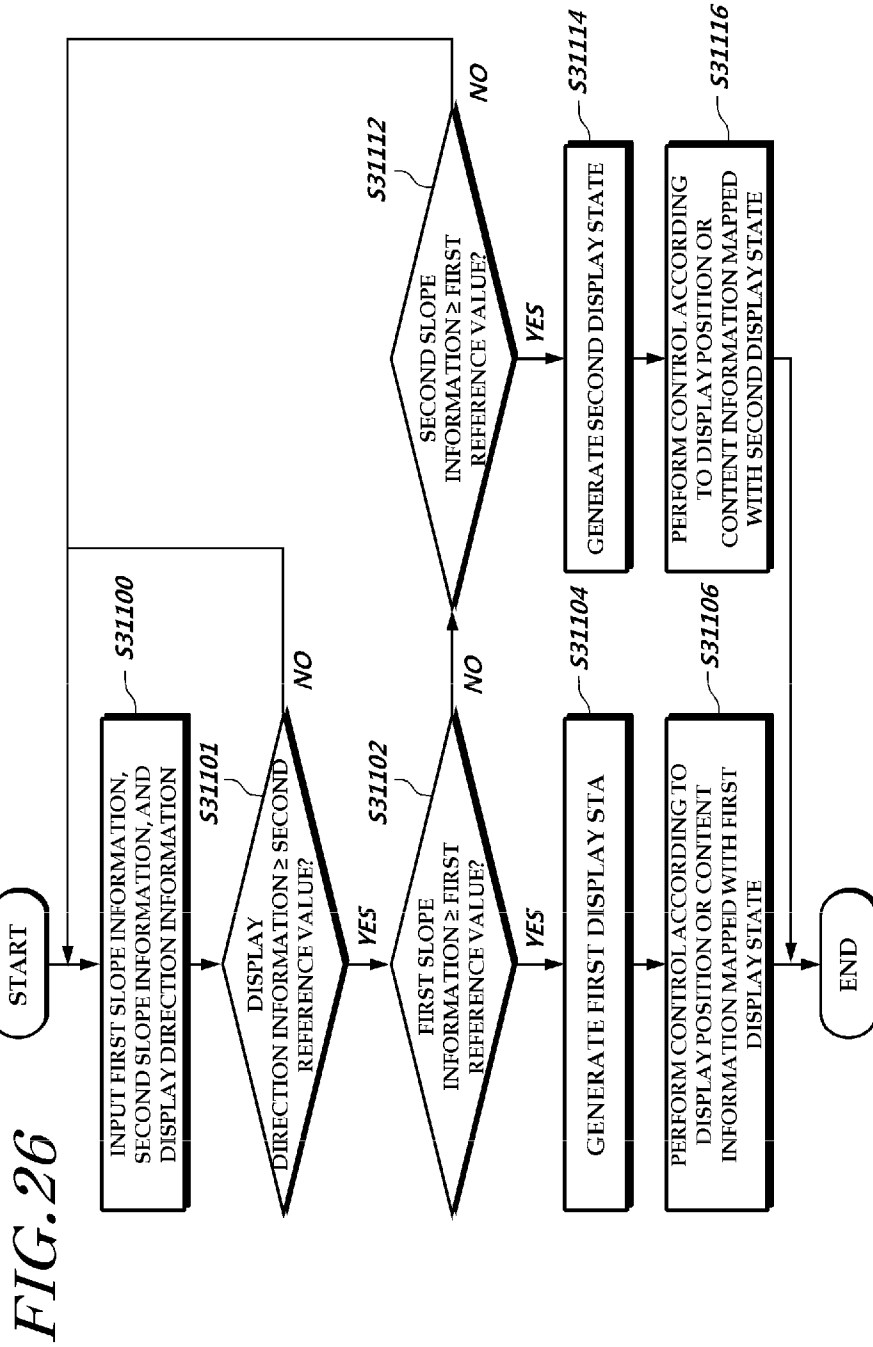 FIG.26
START
INPUT FIRST SLOPE INFORMATION,
SECOND SLOPE INFORMATION, AND
DISPLAY DIRECTION INFORMATION
S31100
DISPLAY
DIRECTION INFORMATION ≥ SECOND
REFERENCE VALUE?
S31101
NO
YES
FIRST SLOPE
INFORMATION ≥ FIRST
REFERENCE VALUE?
S31102
NO
YES
GENERATE FIRST DISPLAY STA
S31104
PERFORM CONTROL ACCORDING TO
DISPLAY POSITION OR CONTENT
INFORMATION MAPPED WITH FIRST
DISPLAY STATE
S31106
SECOND SLOPE
INFORMATION ≥ FIRST
REFERENCE VALUE?
S31112
NO
YES
GENERATE SECOND DISPLAY STATE
S31114
PERFORM CONTROL ACCORDING
TO DISPLAY POSITION OR
CONTENT INFORMATION MAPPED
WITH SECOND DISPLAY STATE
S31116
END